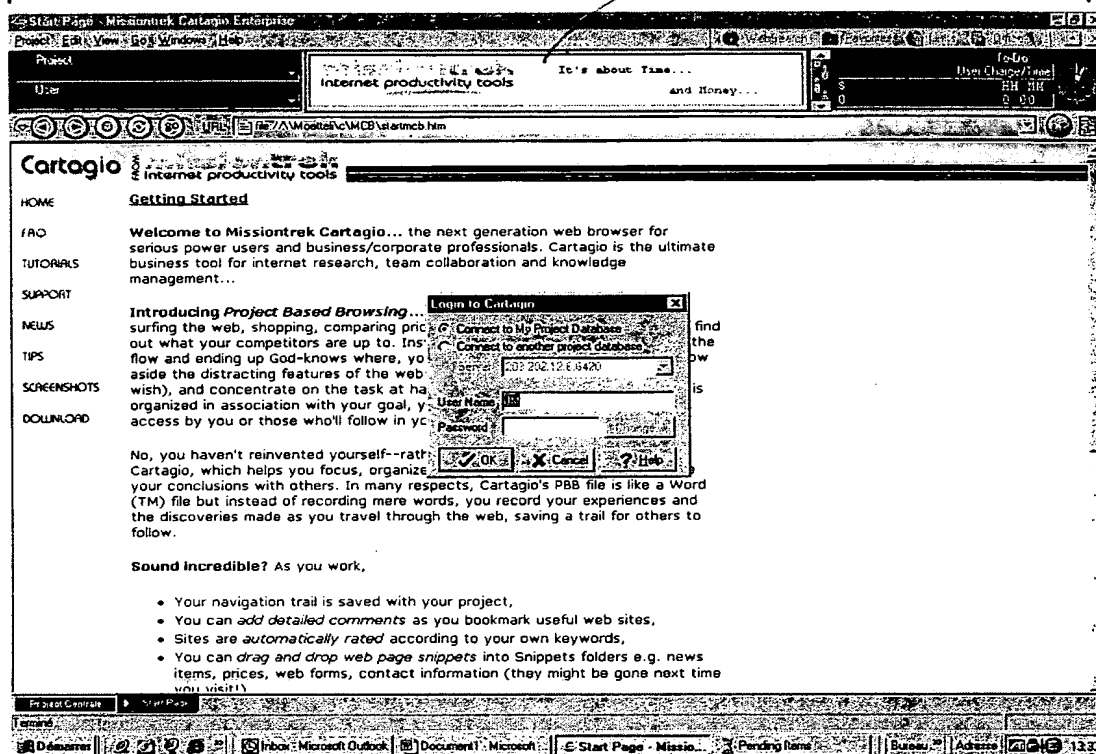 Start Page - Missiontrek Cartagio Enterprise
Project Edit View Go Windows Help
Project
User
internet productivity tools
It's about Time...
and Money...
To-Do
User Charge/Time
HH MM
0 00
URL
startmcb.htm
Cartagio
FROM
internet productivity tools
HOME
FAQ
TUTORIALS
SUPPORT
NEWS
TIPS
SCREENSHOTS
DOWNLOAD
Getting Started
Welcome to Missiontrek Cartagio... the next generation web browser for
serious power users and business/corporate professionals. Cartagio is the ultimate
business tool for internet research, team collaboration and knowledge
management...
Introducing Project Based Browsing...
surfing the web, shopping, comparing pric find
out what your competitors are up to. Ins the
flow and ending up God-knows where, yo ow
aside the distracting features of the web
wish), and concentrate on the task at ha is
organized in association with your goal, y
access by you or those who'll follow in yo
No, you haven't reinvented yourself--rath
Cartagio, which helps you focus, organize
your conclusions with others. In many respects, Cartagio's PBB file is like a Word
(TM) file but instead of recording mere words, you record your experiences and
the discoveries made as you travel through the web, saving a trail for others to
follow.
Sound incredible? As you work,
• Your navigation trail is saved with your project,
• You can add detailed comments as you bookmark useful web sites,
• Sites are automatically rated according to your own keywords,
• You can drag and drop web page snippets into Snippets folders e.g. news
items, prices, web forms, contact information (they might be gone next time
you visit!)
Login to Cartagio
Connect to My Project Database
Connect to another project database
Server
User Name
Password
OK
Cancel
Help
Project Centrale
Start Page
Terminé
Démarrer
Inbox - Microsoft Outlook
Document1 - Microsoft
Start Page - Missio...
Pending Items
Bureau